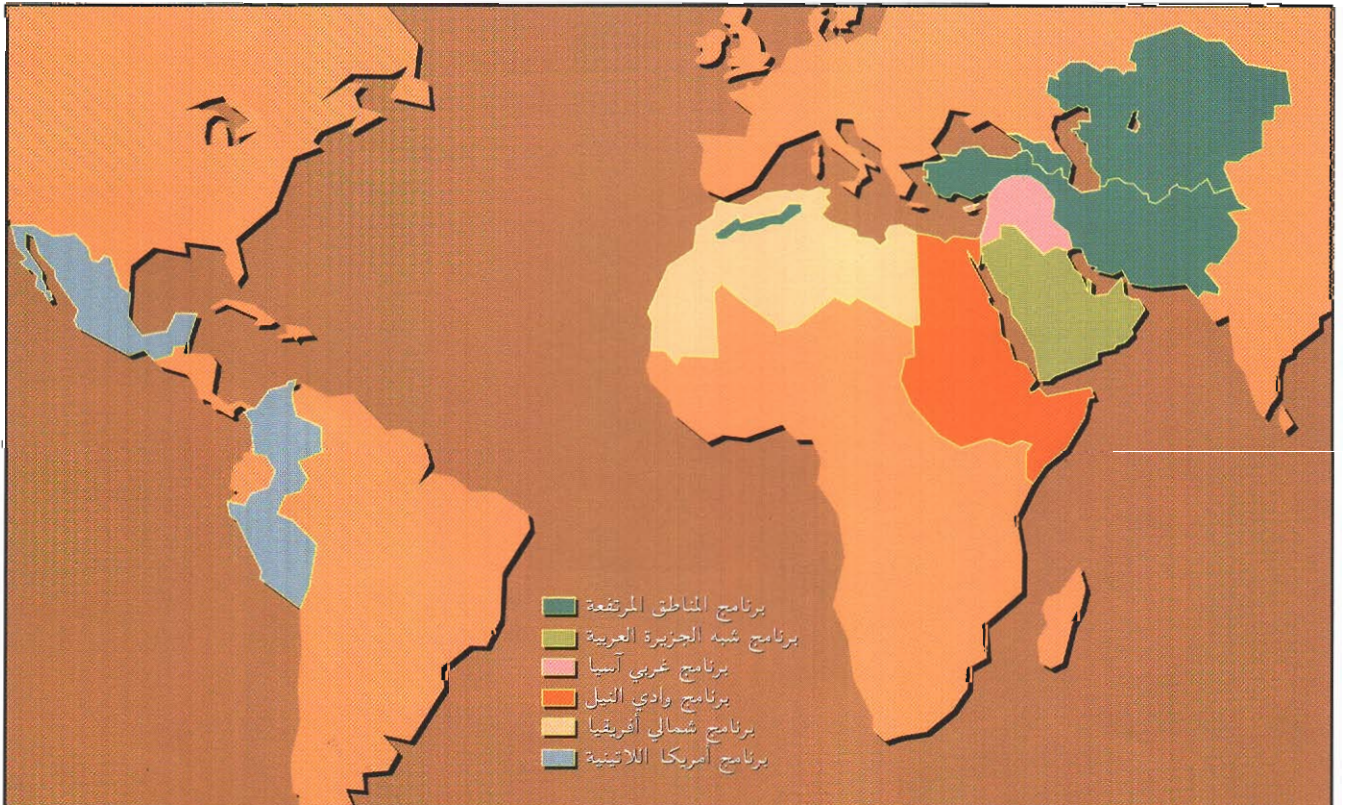 برنامج المناطق المرتفعة
برنامج شبه الجزيرة العربية
برنامج غربي آسيا
برنامج وادي النيل
برنامج شمالي أفريقيا
برنامج أمريكا اللاتينية